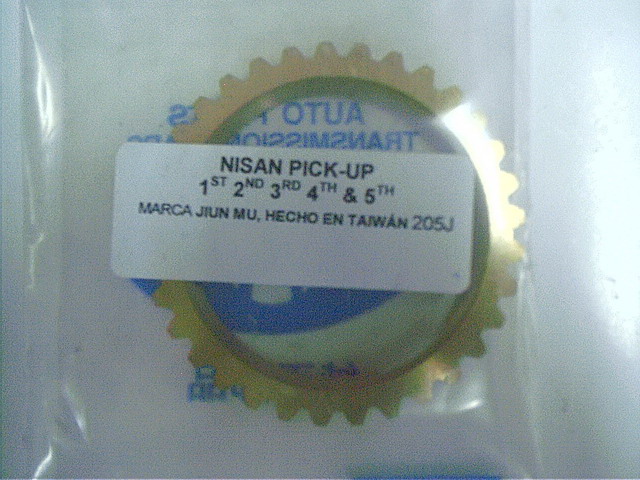 AUTO
TRANSMISSION
NISAN PICK-UP
1ST 2ND 3RD 4TH & 5TH
MARCA JIUN MU, HECHO EN TAIWÁN 205J